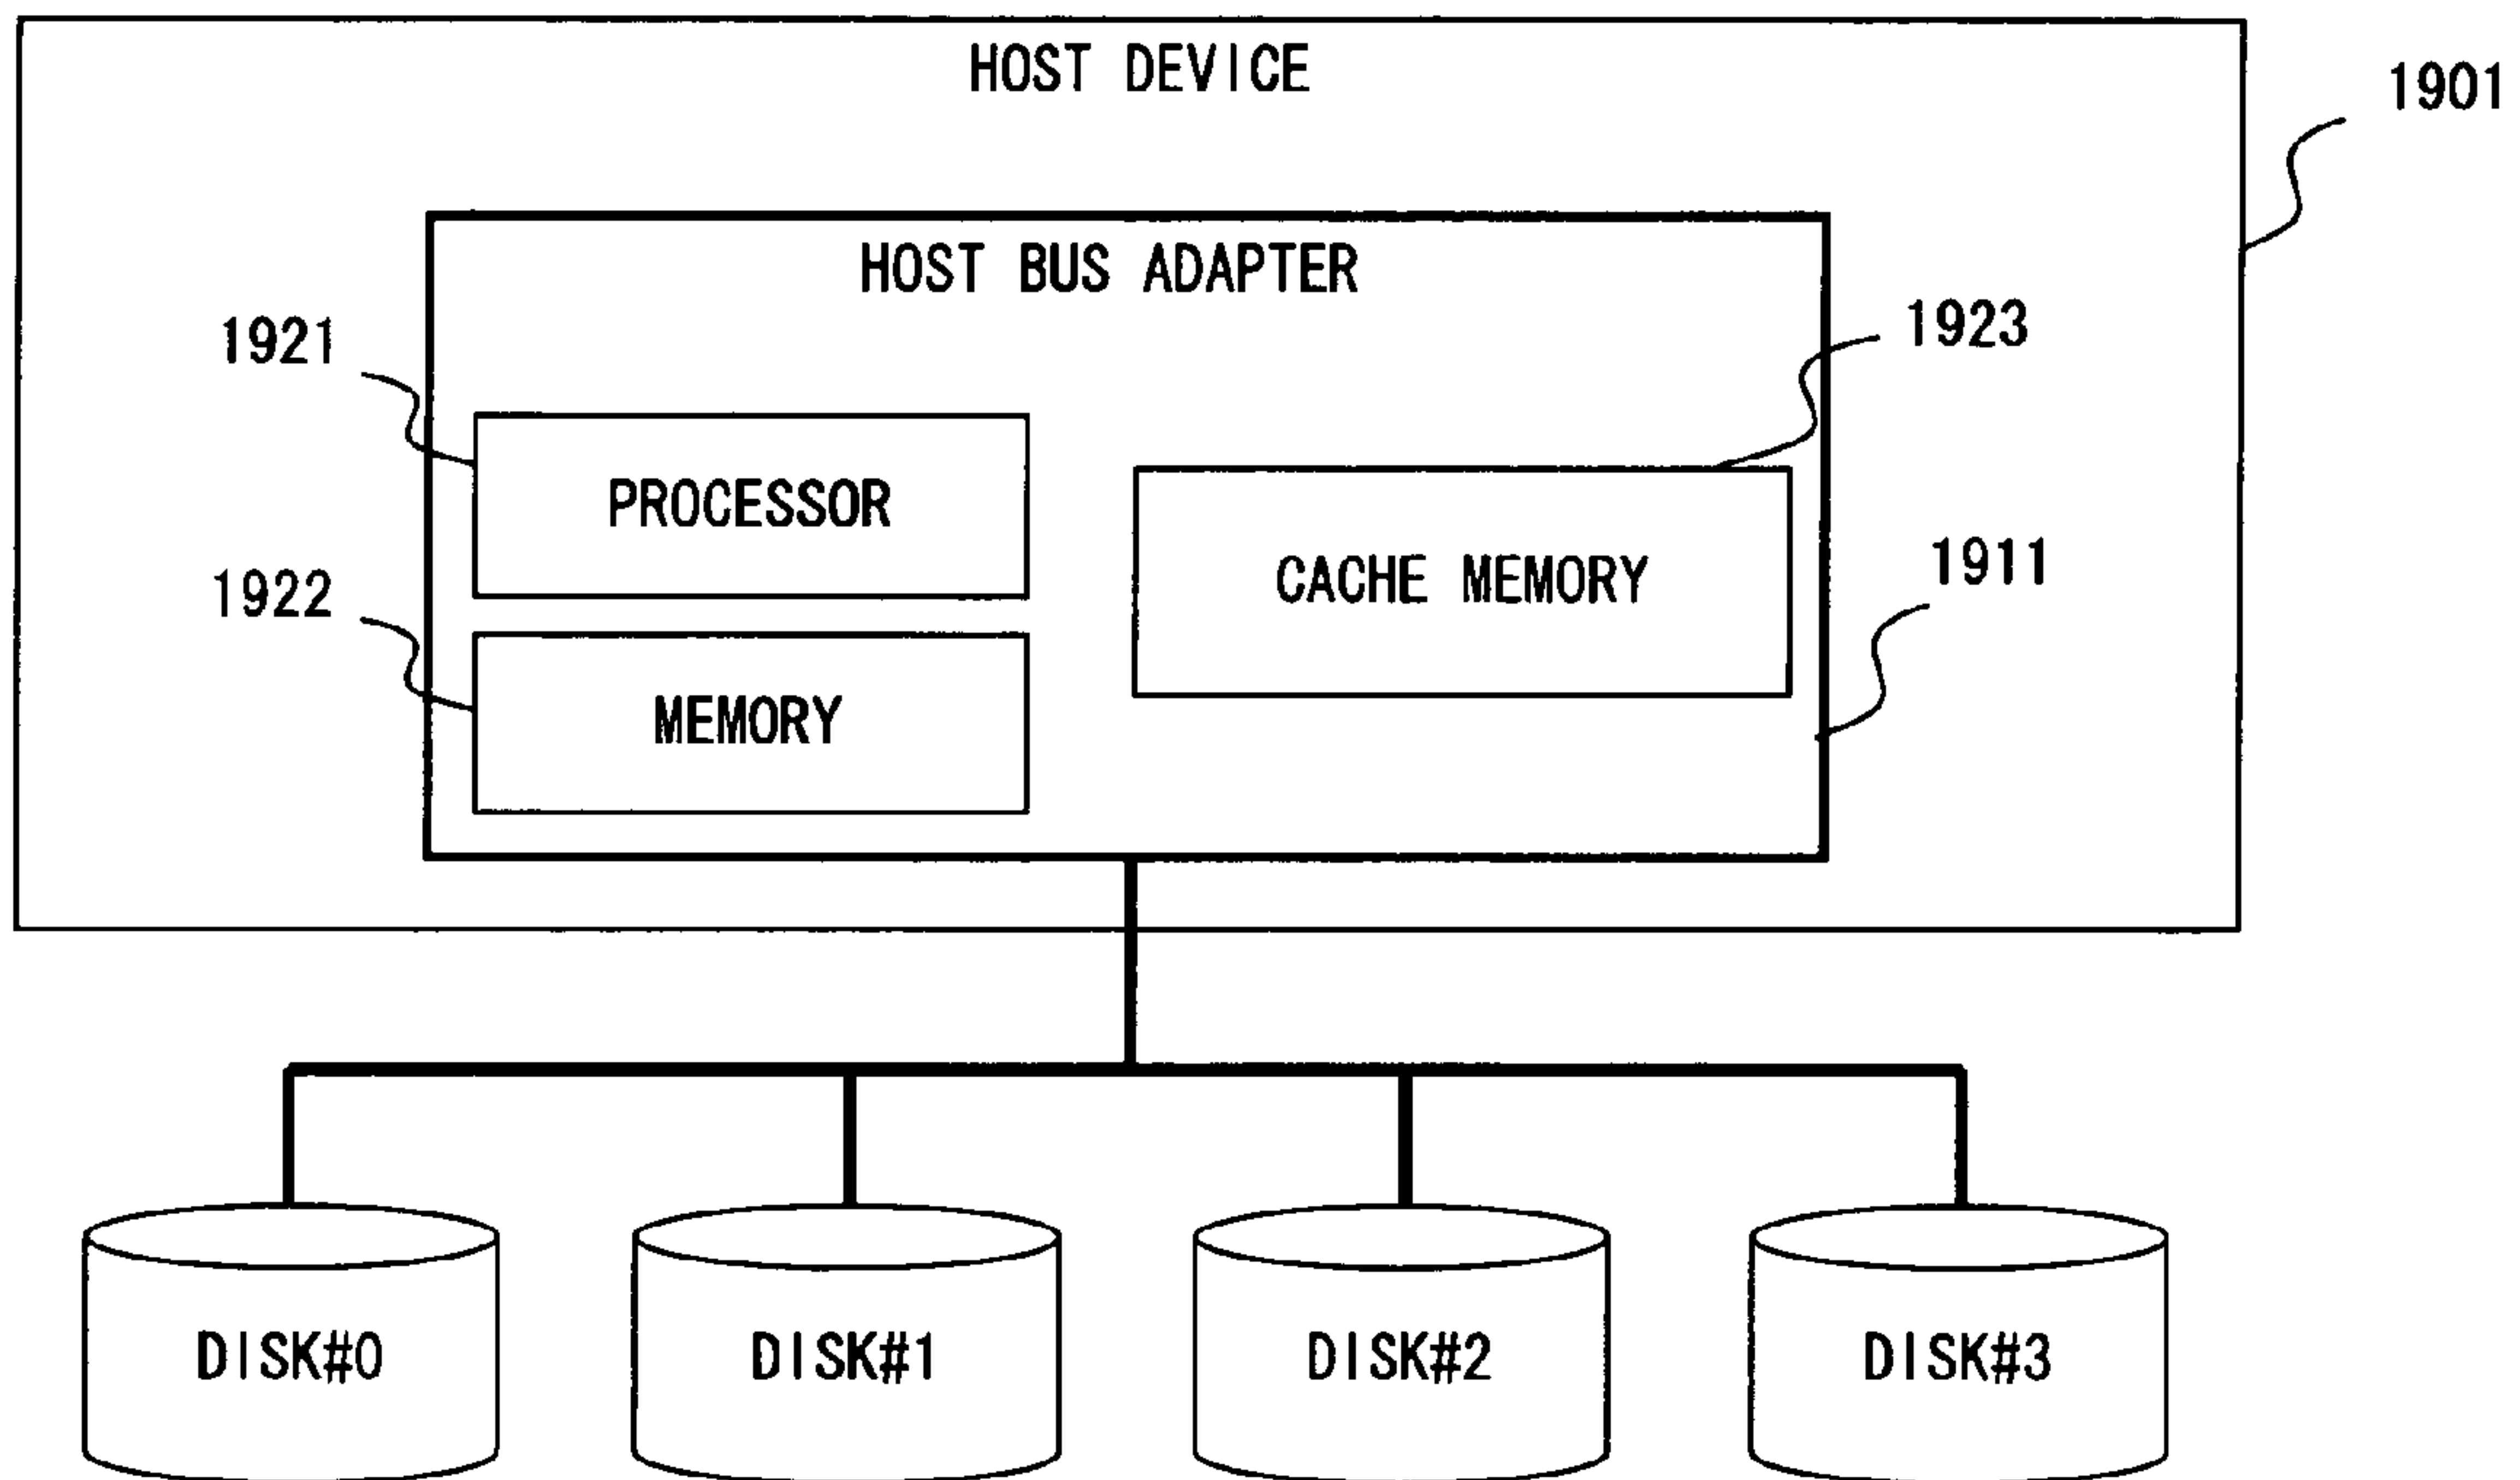 HOST DEVICE
1901
HOST BUS ADAPTER
1921
1923
PROCESSOR
CACHE MEMORY
1911
1922
MEMORY
DISK#0
DISK#1
DISK#2
DISK#3